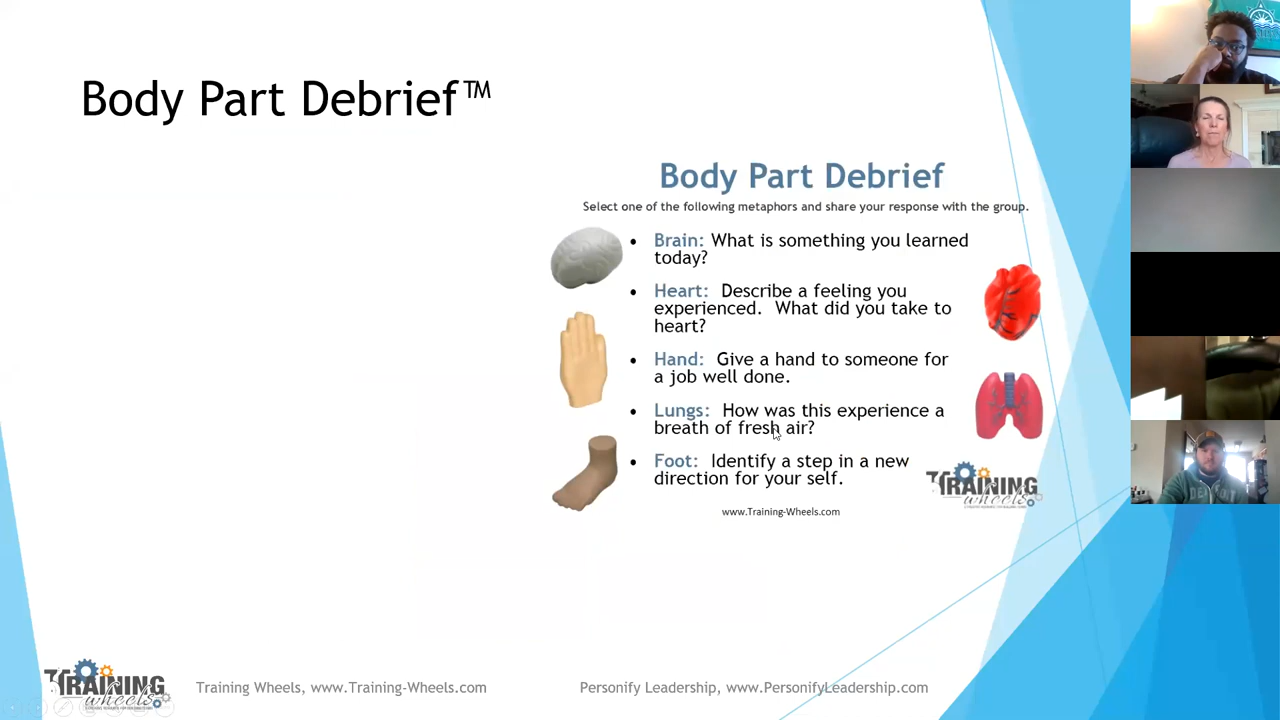 Body Part Debrief™
Body Part Debrief
Select one of the following metaphors and share your response with the group.
• Brain: What is something you learned
today?
• Heart: Describe a feeling you
experienced. What did you take to
heart?
• Hand: Give a hand to someone for
a job well done.
• Lungs: How was this experience a
breath of fresh air?
• Foot: Identify a step in a new
direction for your self.
TRAINING
wheels
www.Training-Wheels.com
TRAINING
wheels
Training Wheels, www.Training-Wheels.com
Personify Leadership, www.PersonifyLeadership.com